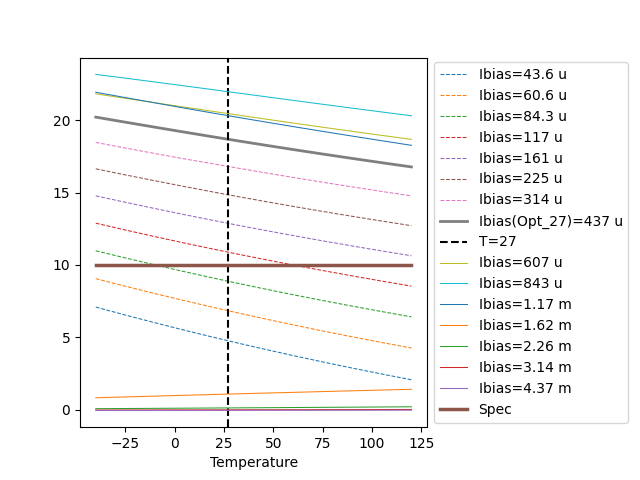 20
15
10
5
0
−25
0
25
50
75
100
125
Temperature
Ibias=43.6 u
Ibias=60.6 u
Ibias=84.3 u
Ibias=117 u
Ibias=161 u
Ibias=225 u
Ibias=314 u
Ibias(Opt_27)=437 u
T=27
Ibias=607 u
Ibias=843 u
Ibias=1.17 m
Ibias=1.62 m
Ibias=2.26 m
Ibias=3.14 m
Ibias=4.37 m
Spec